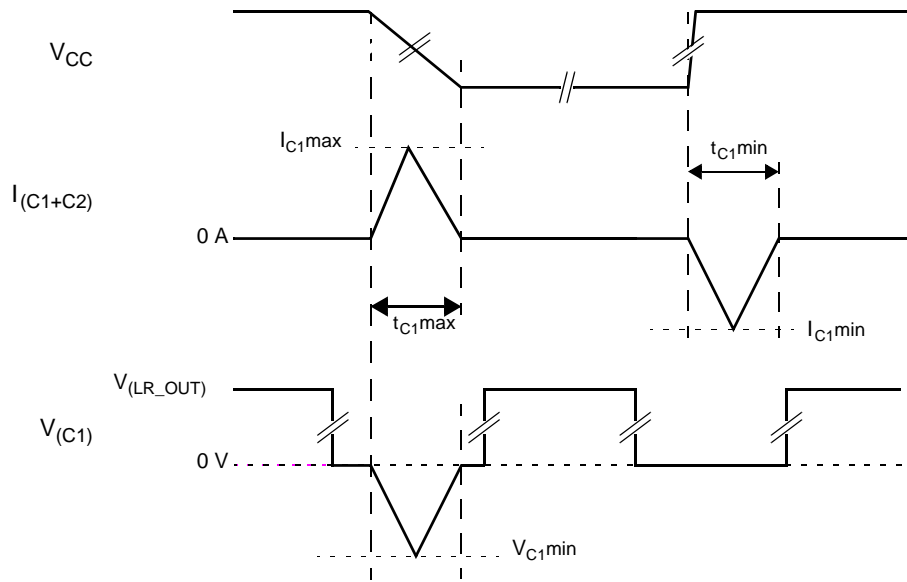 V_CC
I_C1max
t_C1min
I_(C1+C2)
0 A
t_C1max
I_C1min
V_(LR_OUT)
V_(C1)
0 V
V_C1min